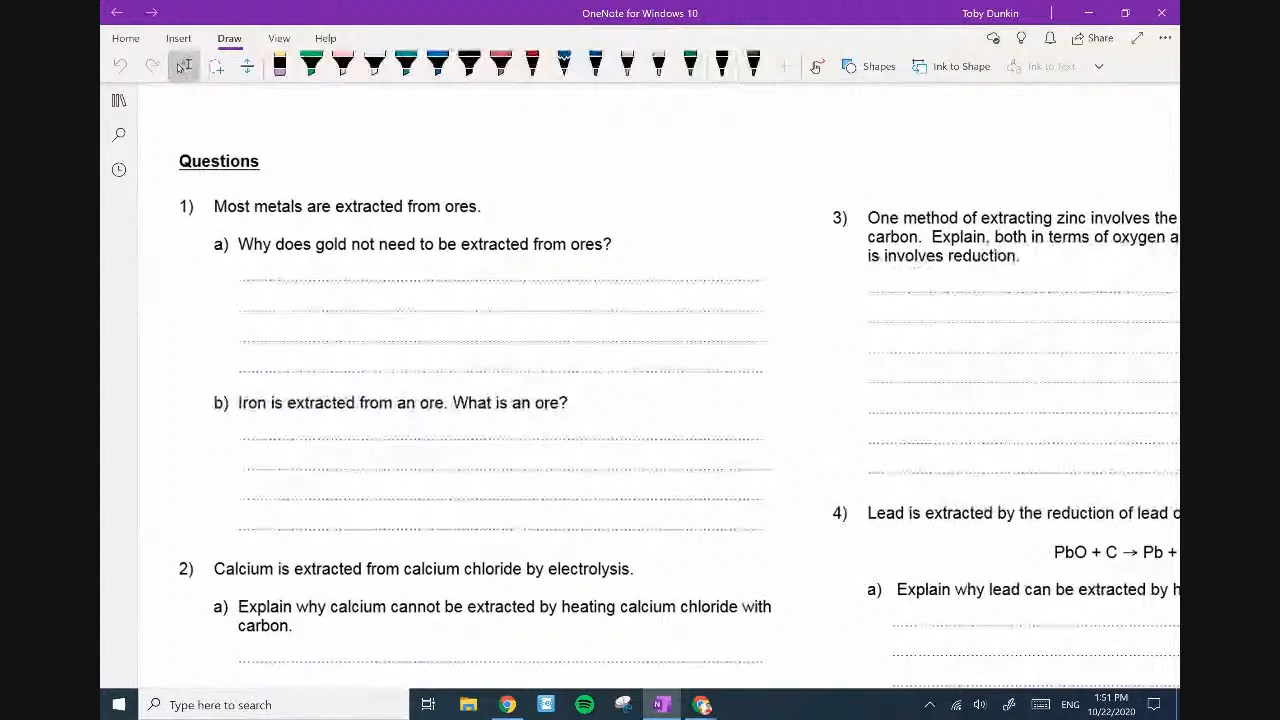 OneNote for Windows 10
Toby Dunkin
Home
Insert
Draw
View
Help
Share
Shapes
Ink to Shape
Ink to Text
Questions
1) Most metals are extracted from ores.
a) Why does gold not need to be extracted from ores?
b) Iron is extracted from an ore. What is an ore?
2) Calcium is extracted from calcium chloride by electrolysis.
a) Explain why calcium cannot be extracted by heating calcium chloride with
carbon.
3) One method of extracting zinc involves the
carbon. Explain, both in terms of oxygen a
is involves reduction.
4) Lead is extracted by the reduction of lead o
PbO + C → Pb +
a) Explain why lead can be extracted by h
Type here to search
ENG
1:51 PM
10/22/2020